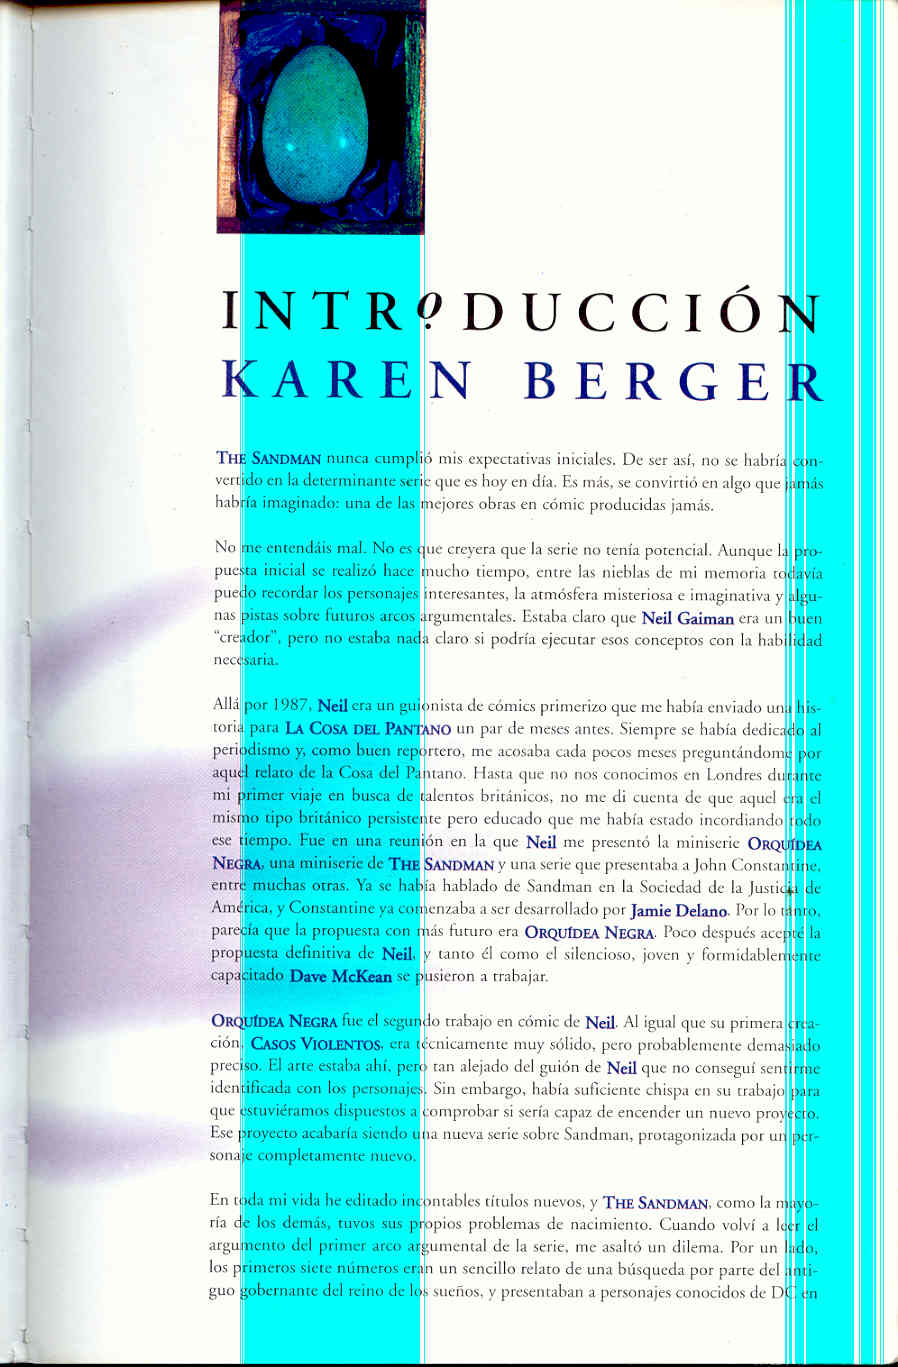 INTRODUCCIÓN
KAREN BERGER
THE SANDMAN nunca cumplió mis expectativas iniciales. De ser así, no se habría con-
vertido en la determinante serie que es hoy en día. Es más, se convirtió en algo que jamás
habría imaginado: una de las mejores obras en cómic producidas jamás.
No me entendáis mal. No es que creyera que la serie no tenía potencial. Aunque la pro-
puesta inicial se realizó hace mucho tiempo, entre las nieblas de mi memoria todavía
puedo recordar los personajes interesantes, la atmósfera misteriosa e imaginativa y algu-
nas pistas sobre futuros arcos argumentales. Estaba claro que Neil Gaiman era un buen
"creador", pero no estaba nada claro si podría ejecutar esos conceptos con la habilidad
necesaria.
Allá por 1987, Neil era un guionista de cómics primerizo que me había enviado una his-
toria para LA COSA DEL PANTANO un par de meses antes. Siempre se había dedicado al
periodismo y, como buen reportero, me acosaba cada pocos meses preguntándome por
aquel relato de la Cosa del Pantano. Hasta que no nos conocimos en Londres durante
mi primer viaje en busca de talentos británicos, no me di cuenta de que aquel era el
mismo tipo británico persistente pero educado que me había estado incordiando todo
ese tiempo. Fue en una reunión en la que Neil me presentó la miniserie ORQUÍDEA
NEGRA, una miniserie de THE SANDMAN y una serie que presentaba a John Constantine,
entre muchas otras. Ya se había hablado de Sandman en la Sociedad de la Justicia de
América, y Constantine ya comenzaba a ser desarrollado por Jamie Delano. Por lo tanto,
parecía que la propuesta con más futuro era ORQUÍDEA NEGRA. Poco después acepté la
propuesta definitiva de Neil, y tanto él como el silencioso, joven y formidablemente
capacitado Dave McKean se pusieron a trabajar.
ORQUÍDEA NEGRA fue el segundo trabajo en cómic de Neil. Al igual que su primera crea-
ción, CASOS VIOLENTOS, era técnicamente muy sólido, pero probablemente demasiado
preciso. El arte estaba ahí, pero tan alejado del guión de Neil que no conseguí sentirme
identificada con los personajes. Sin embargo, había suficiente chispa en su trabajo para
que estuviéramos dispuestos a comprobar si sería capaz de encender un nuevo proyecto.
Ese proyecto acabaría siendo una nueva serie sobre Sandman, protagonizada por un per-
sonaje completamente nuevo.
En toda mi vida he editado incontables títulos nuevos, y THE SANDMAN, como la mayo-
ría de los demás, tuvos sus propios problemas de nacimiento. Cuando volví a leer el
argumento del primer arco argumental de la serie, me asaltó un dilema. Por un lado,
los primeros siete números eran un sencillo relato de una búsqueda por parte del anti-
guo gobernante del reino de los sueños, y presentaban a personajes conocidos de DC en